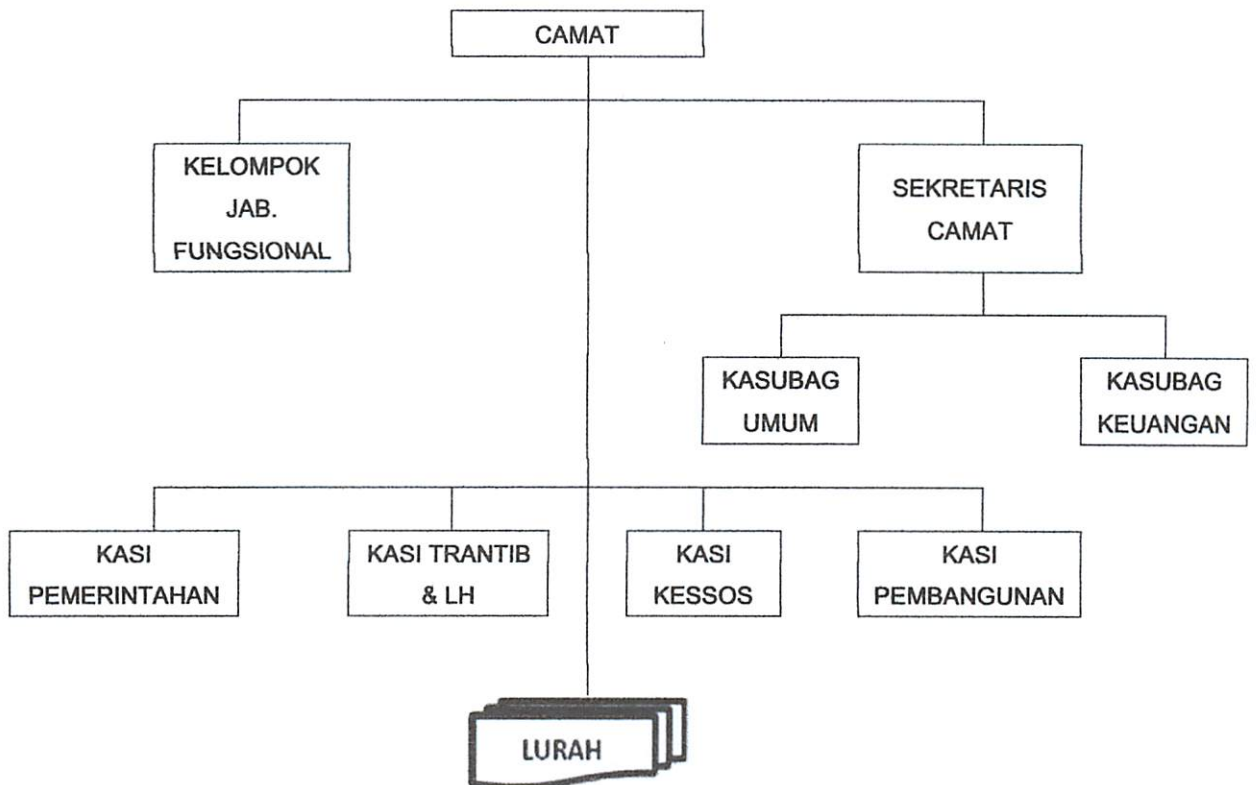 CAMAT
KELOMPOK
JAB.
FUNGSIONAL
SEKRETARIS
CAMAT
KASUBAG
UMUM
KASUBAG
KEUANGAN
KASI
PEMERINTAHAN
KASI TRANTIB
& LH
KASI
KESSOS
KASI
PEMBANGUNAN
LURAH